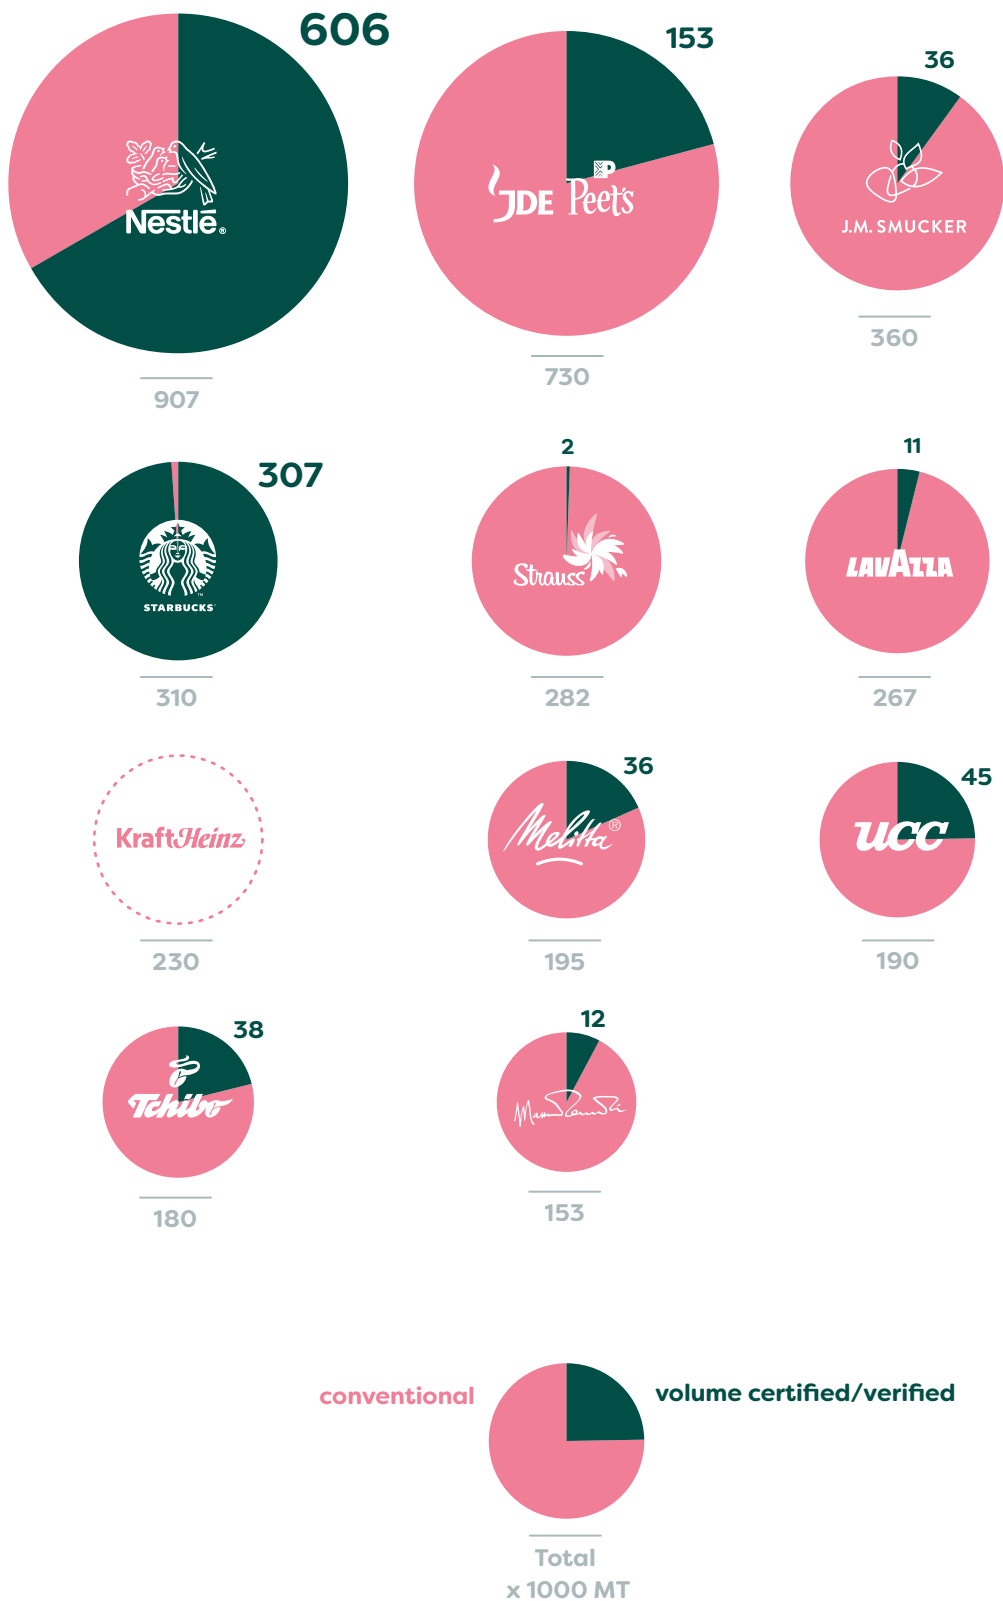 606
153
36
Nestlé®
JDE Peet's
J.M. SMUCKER
907
730
360
307
2
11
STARBUCKS
TM
Strauss
LAVAZZA
310
282
267
36
45
KraftHeinz
Melitta®
UCC
230
195
190
38
12
Tchibo
180
153
conventional
volume certified/verified
Total
x 1000 MT